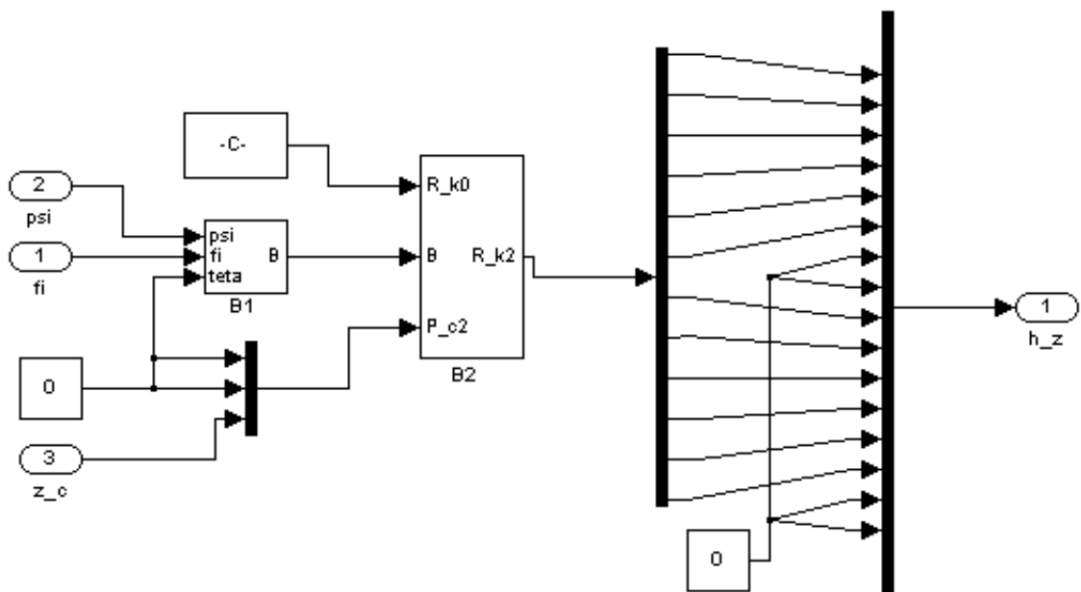 -C-
2
psi
1
fi
psi
fi
teta
B
B1
0
3
z_c
R_k0
B
P_c2
R_k2
B2
0
1
h_z